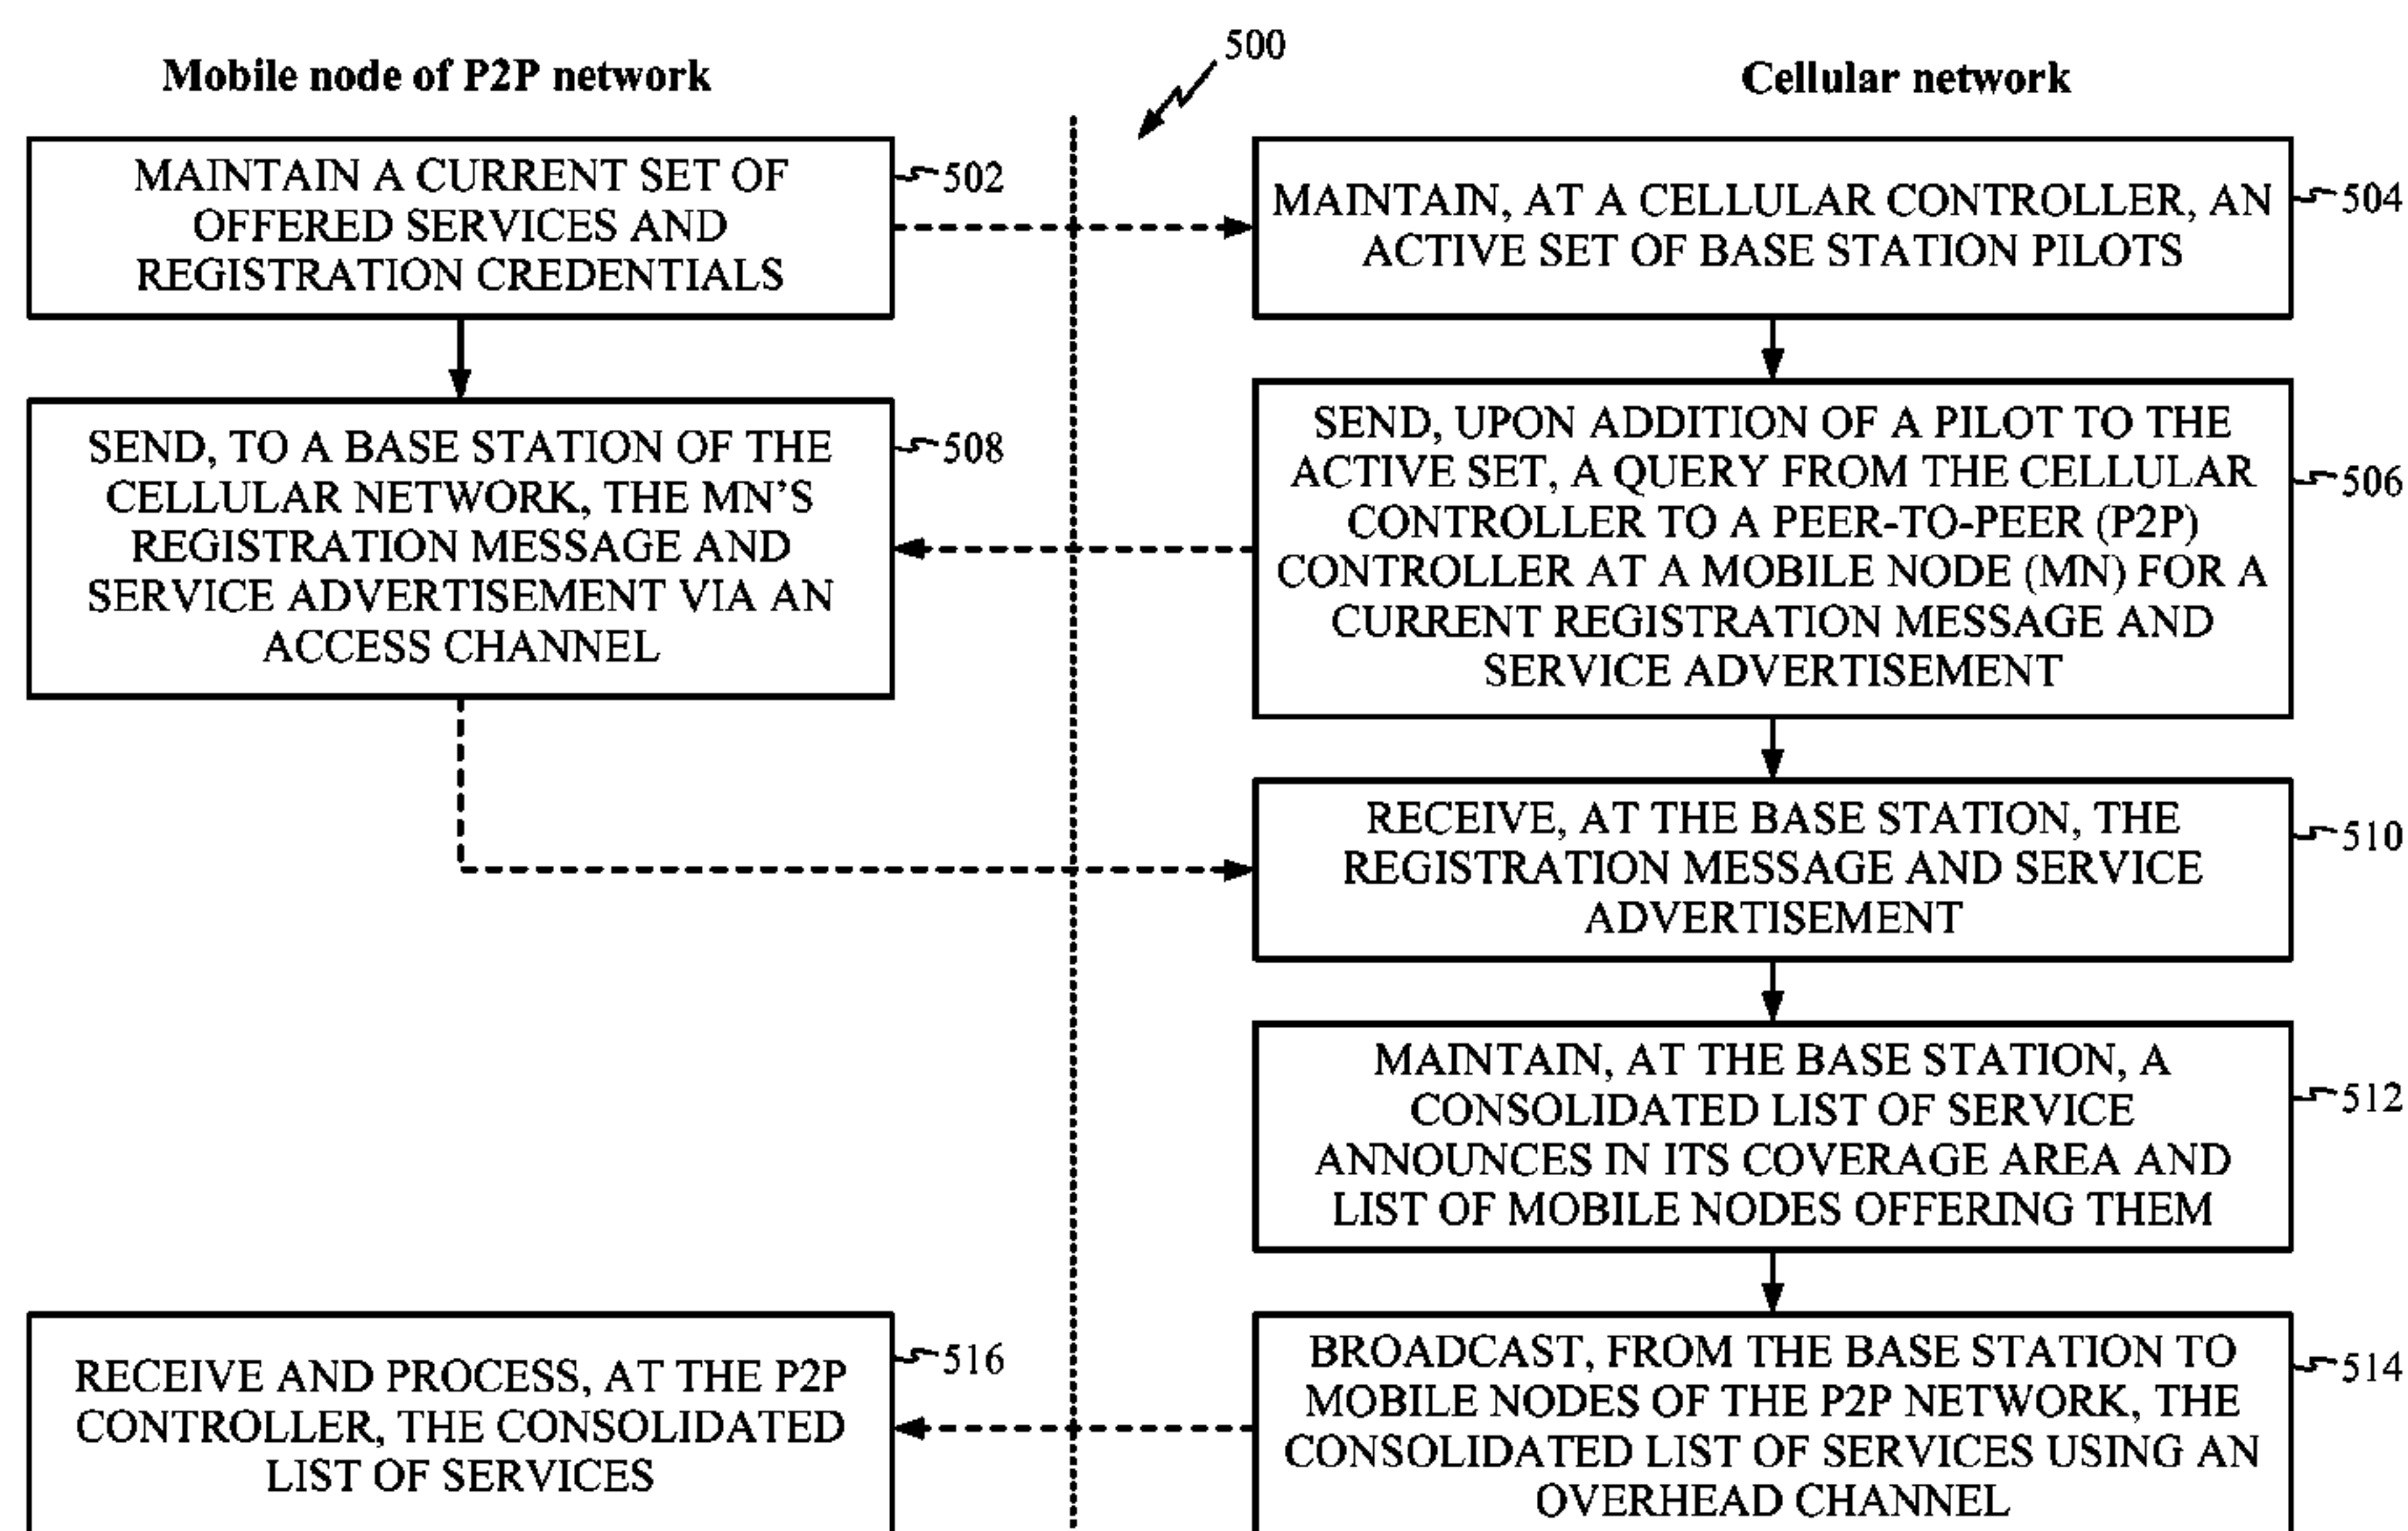 500
Mobile node of P2P network
Cellular network
MAINTAIN A CURRENT SET OF
OFFERED SERVICES AND
REGISTRATION CREDENTIALS
502
MAINTAIN, AT A CELLULAR CONTROLLER, AN
ACTIVE SET OF BASE STATION PILOTS
504
SEND, UPON ADDITION OF A PILOT TO THE
ACTIVE SET, A QUERY FROM THE CELLULAR
CONTROLLER TO A PEER-TO-PEER (P2P)
CONTROLLER AT A MOBILE NODE (MN) FOR A
CURRENT REGISTRATION MESSAGE AND
SERVICE ADVERTISEMENT
506
SEND, TO A BASE STATION OF THE
CELLULAR NETWORK, THE MN'S
REGISTRATION MESSAGE AND
SERVICE ADVERTISEMENT VIA AN
ACCESS CHANNEL
508
RECEIVE, AT THE BASE STATION, THE
REGISTRATION MESSAGE AND SERVICE
ADVERTISEMENT
510
MAINTAIN, AT THE BASE STATION, A
CONSOLIDATED LIST OF SERVICE
ANNOUNCES IN ITS COVERAGE AREA AND
LIST OF MOBILE NODES OFFERING THEM
512
BROADCAST, FROM THE BASE STATION TO
MOBILE NODES OF THE P2P NETWORK, THE
CONSOLIDATED LIST OF SERVICES USING AN
OVERHEAD CHANNEL
514
RECEIVE AND PROCESS, AT THE P2P
CONTROLLER, THE CONSOLIDATED
LIST OF SERVICES
516